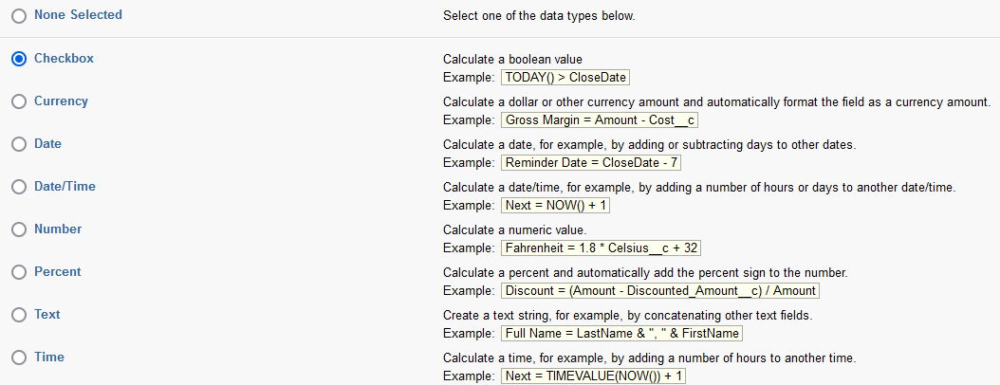 None Selected Select one of the data types below.
Checkbox Calculate a boolean value
Example: TODAY() > CloseDate
Currency Calculate a dollar or other currency amount and automatically format the field as a currency amount.
Example: Gross Margin = Amount - Cost__c
Date Calculate a date, for example, by adding or subtracting days to other dates.
Example: Reminder Date = CloseDate - 7
Date/Time Calculate a date/time, for example, by adding a number of hours or days to another date/time.
Example: Next = NOW() + 1
Number Calculate a numeric value.
Example: Fahrenheit = 1.8 * Celsius__c + 32
Percent Calculate a percent and automatically add the percent sign to the number.
Example: Discount = (Amount - Discounted_Amount__c) / Amount
Text Create a text string, for example, by concatenating other text fields.
Example: Full Name = LastName & ", " & FirstName
Time Calculate a time, for example, by adding a number of hours to another time.
Example: Next = TIMEVALUE(NOW()) + 1